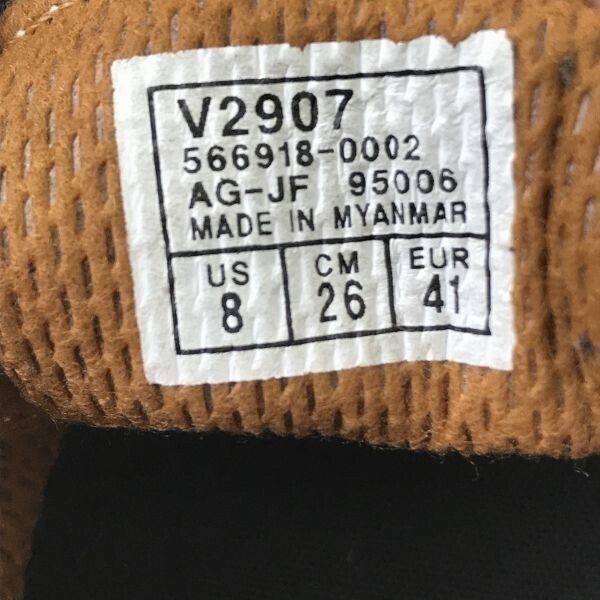 V2907
566918-0002
AG-JF 95006
MADE IN MYANMAR
US CM EUR
8 26 41